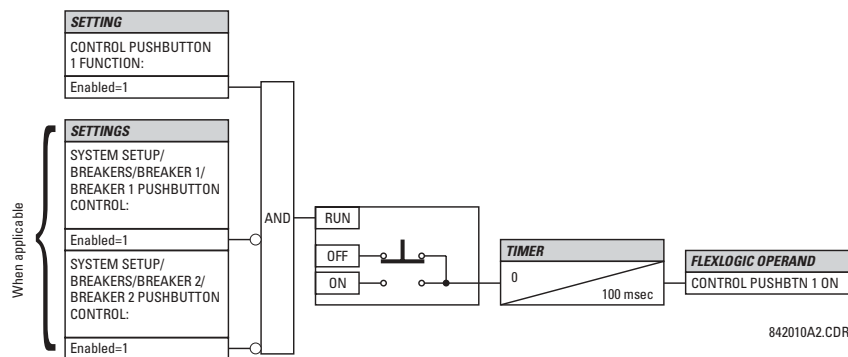 SETTING
CONTROL PUSHBUTTON
1 FUNCTION:
Enabled=1
When applicable
SETTINGS
SYSTEM SETUP/
BREAKERS/BREAKER 1/
BREAKER 1 PUSHBUTTON
CONTROL:
Enabled=1
SYSTEM SETUP/
BREAKERS/BREAKER 2/
BREAKER 2 PUSHBUTTON
CONTROL:
Enabled=1
AND
RUN
OFF
ON
TIMER
0
100 msec
FLEXLOGIC OPERAND
CONTROL PUSHBTN 1 ON
842010A2.CDR